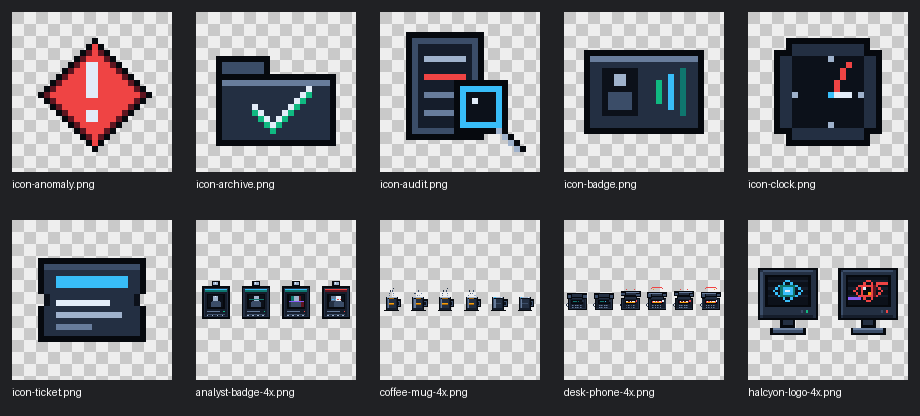 icon-anomaly.png
icon-archive.png
icon-audit.png
icon-badge.png
icon-clock.png
icon-ticket.png
analyst-badge-4x.png
coffee-mug-4x.png
desk-phone-4x.png
halcyon-logo-4x.png